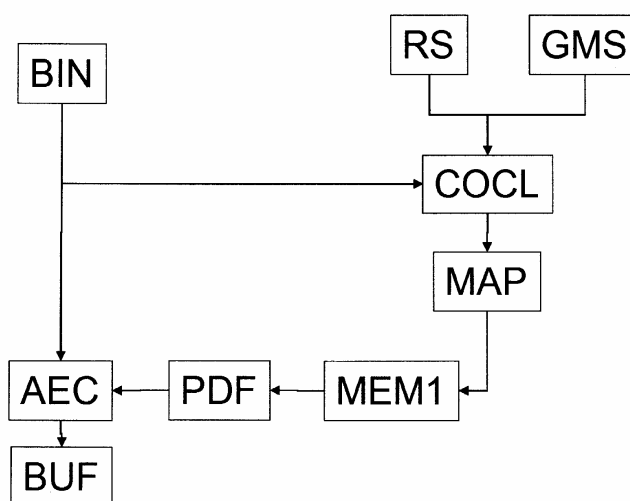 RS
GMS
BIN
COCL
MAP
AEC
PDF
MEM1
BUF